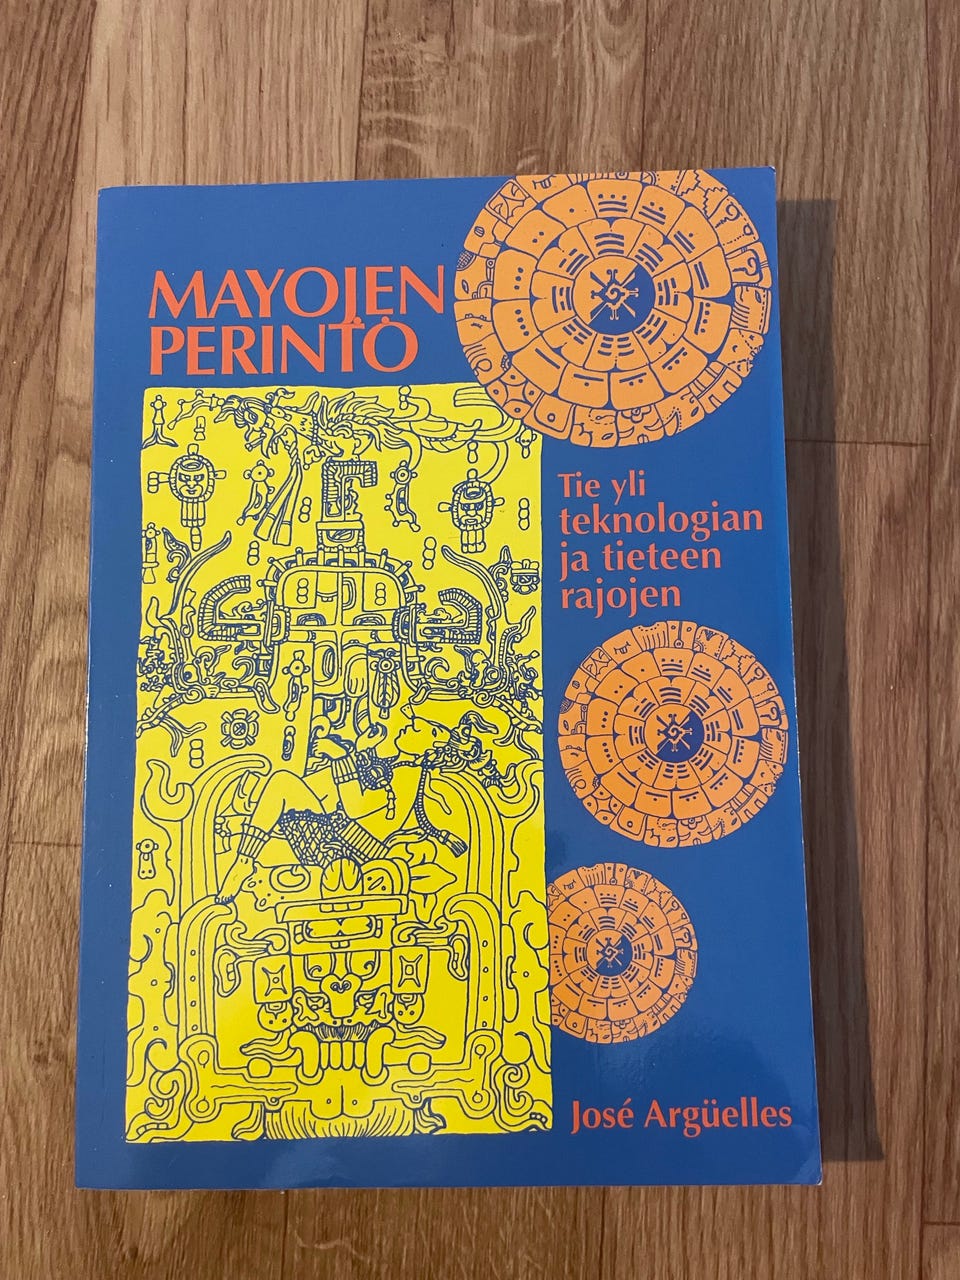 MAYOJEN
PERINTÖ
Tie yli
teknologian
ja tieteen
rajojen
José Argüelles